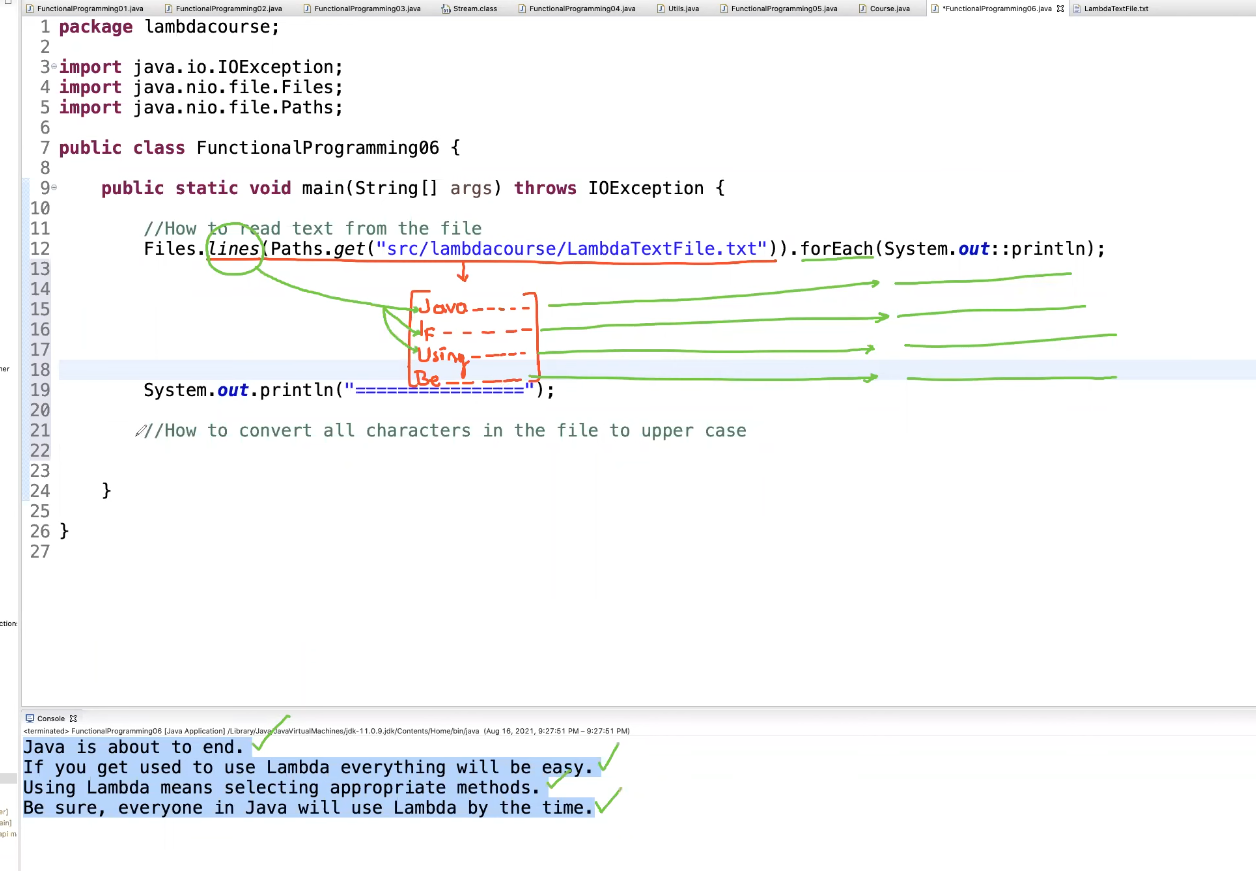 FunctionalProgramming01.java FunctionalProgramming02.java FunctionalProgramming03.java Stream.class FunctionalProgramming04.java Utils.java FunctionalProgramming05.java Course.java *FunctionalProgramming06.java LambdaTextFile.txt
1 package lambdacourse;
2
3 import java.io.IOException;
4 import java.nio.file.Files;
5 import java.nio.file.Paths;
6
7 public class FunctionalProgramming06 {
8
9 public static void main(String[] args) throws IOException {
10
11 //How to read text from the file
12 Files.lines(Paths.get("src/lambdacourse/LambdaTextFile.txt")).forEach(System.out::println);
13
14
15 Java
16 If
17 Using
18 Be
19 System.out.println("================");
20
21 //How to convert all characters in the file to upper case
22
23
24 }
25
26 }
27
Console
<terminated> FunctionalProgramming06 [Java Application] /Library/Java/JavaVirtualMachines/jdk-11.0.9.jdk/Contents/Home/bin/java (Aug 16, 2021, 9:27:51 PM – 9:27:51 PM)
Java is about to end.
If you get used to use Lambda everything will be easy.
Using Lambda means selecting appropriate methods.
Be sure, everyone in Java will use Lambda by the time.